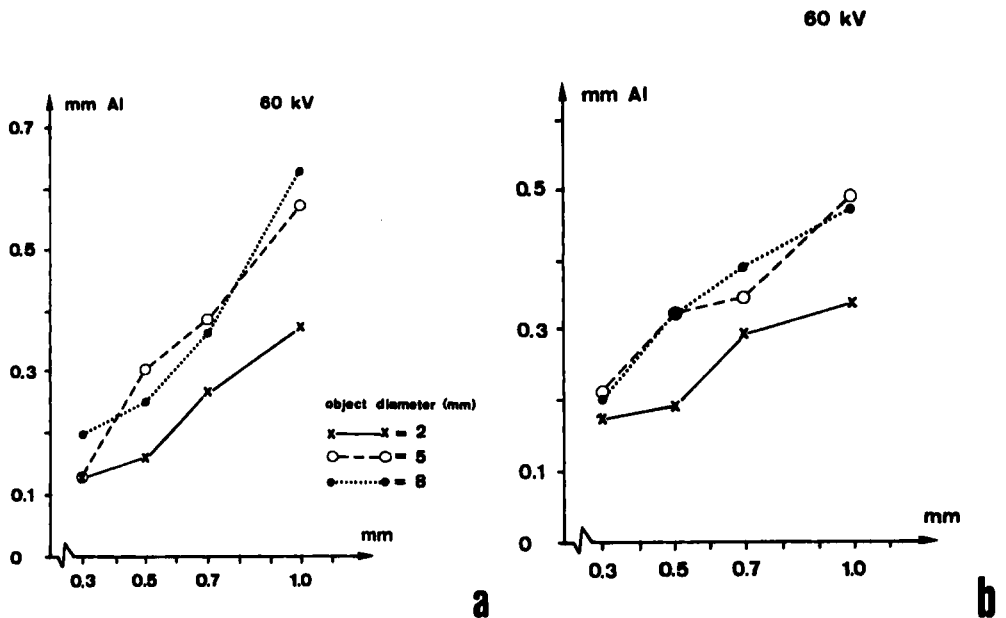 60 kV
mm Al
60 kV
0.7
0.5
0.3
0.1
0
object diameter (mm)
x x = 2
= 5
= 8
mm
0.3 0.5 0.7 1.0
a
mm Al
0.5
0.3
0.1
0
mm
0.3 0.5 0.7 1.0
b